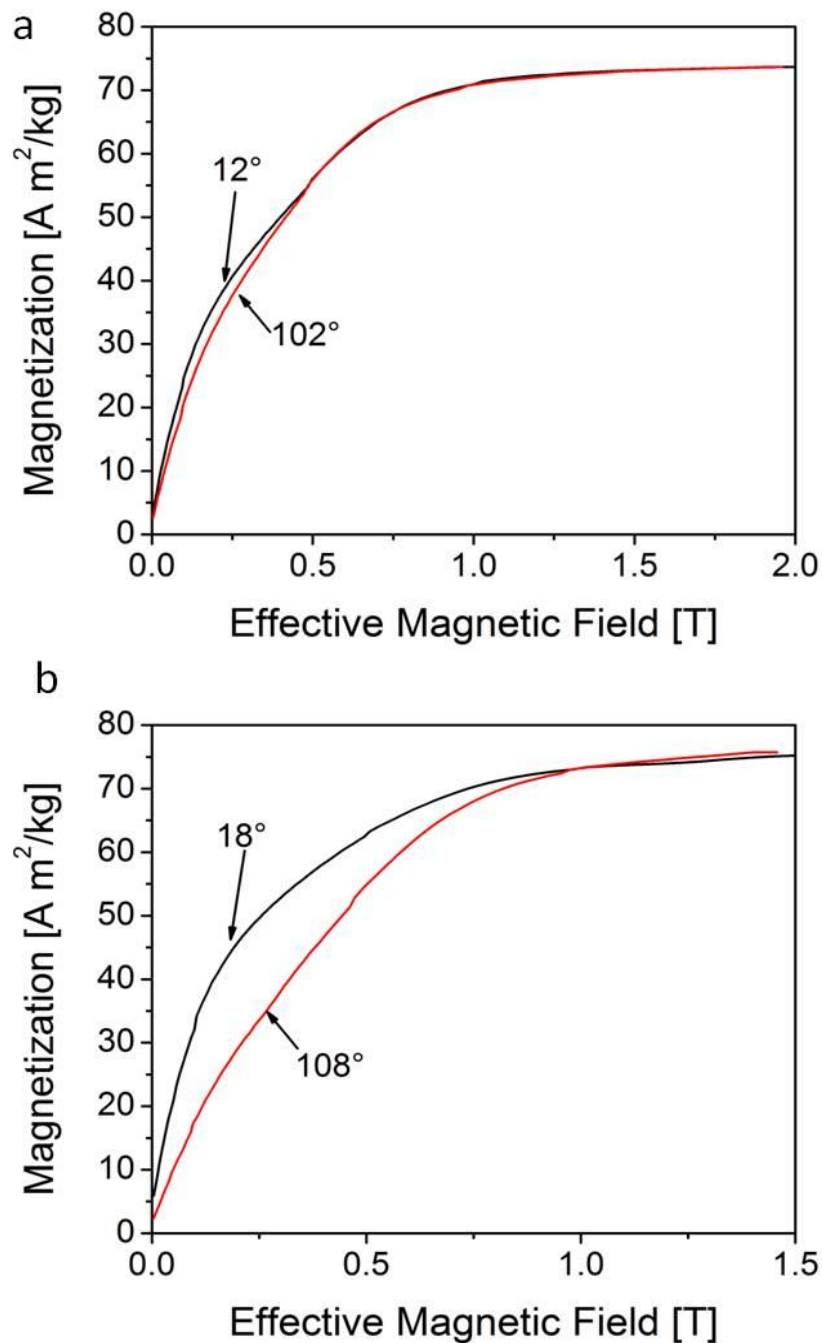 a
80
70
60
50
40
30
20
10
0
Magnetization [A m²/kg]
12°
102°
0.0 0.5 1.0 1.5 2.0
Effective Magnetic Field [T]
b
80
70
60
50
40
30
20
10
0
Magnetization [A m²/kg]
18°
108°
0.0 0.5 1.0 1.5
Effective Magnetic Field [T]